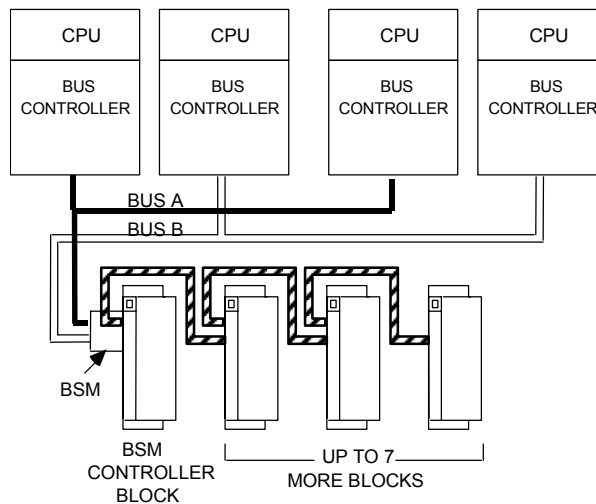 CPU CPU CPU CPU
BUS CONTROLLER
BUS CONTROLLER
BUS CONTROLLER
BUS CONTROLLER
BUS A
BUS B
BSM
BSM
CONTROLLER
BLOCK
UP TO 7
MORE BLOCKS